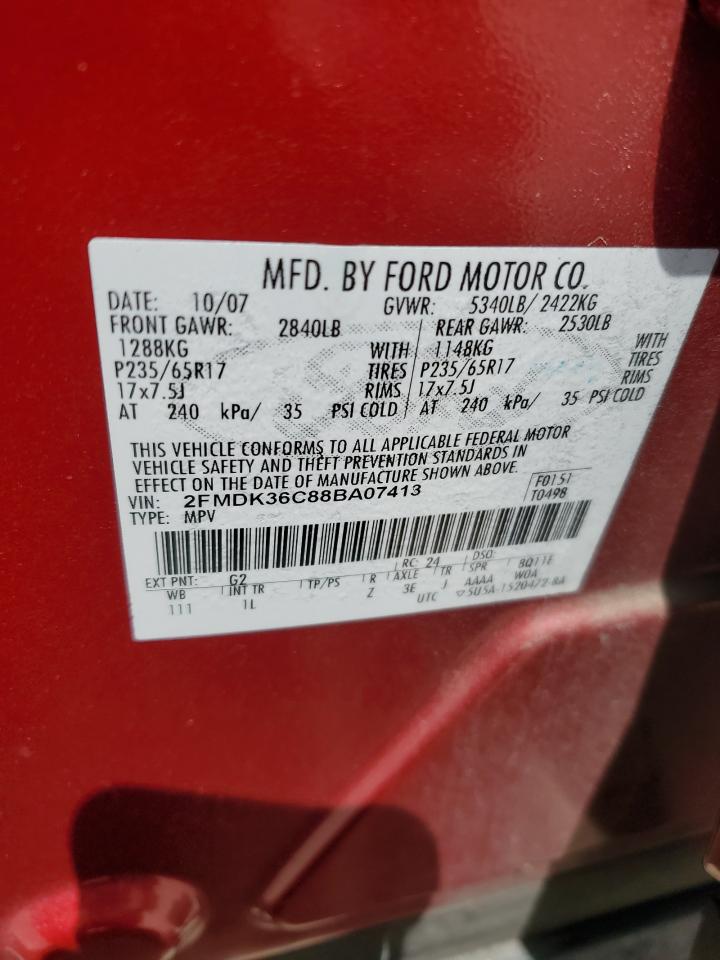 MFD. BY FORD MOTOR CO.
DATE: 10/07 GVWR: 5340LB/ 2422KG
FRONT GAWR: 2840LB REAR GAWR: 2530LB
1288KG WITH 1148KG WITH
P235/65R17 TIRES P235/65R17 TIRES
17x7.5J RIMS 17x7.5J RIMS
AT 240 kPa/ 35 PSI COLD AT 240 kPa/ 35 PSI COLD
THIS VEHICLE CONFORMS TO ALL APPLICABLE FEDERAL MOTOR
VEHICLE SAFETY AND THEFT PREVENTION STANDARDS IN
EFFECT ON THE DATE OF MANUFACTURE SHOWN ABOVE.
VIN: 2FMDK36C88BA07413 F0151
TYPE: MPV T0498
RC: 24 DSO:
EXT PNT: G2 8Q11E
WB INT TR TP/PS R AXLE TR SPR WOA
111 1L Z 3E J AAAA
UTC